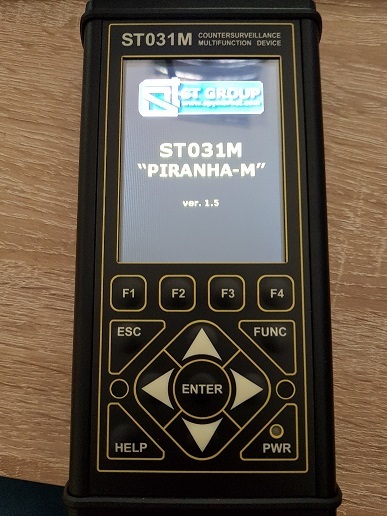 ST031M
COUNTERSURVEILLANCE
MULTIFUNCTION DEVICE
ST GROUP
ST031M
"PIRANHA-M"
ver. 1.5
F1 F2 F3 F4
ESC FUNC
ENTER
HELP PWR